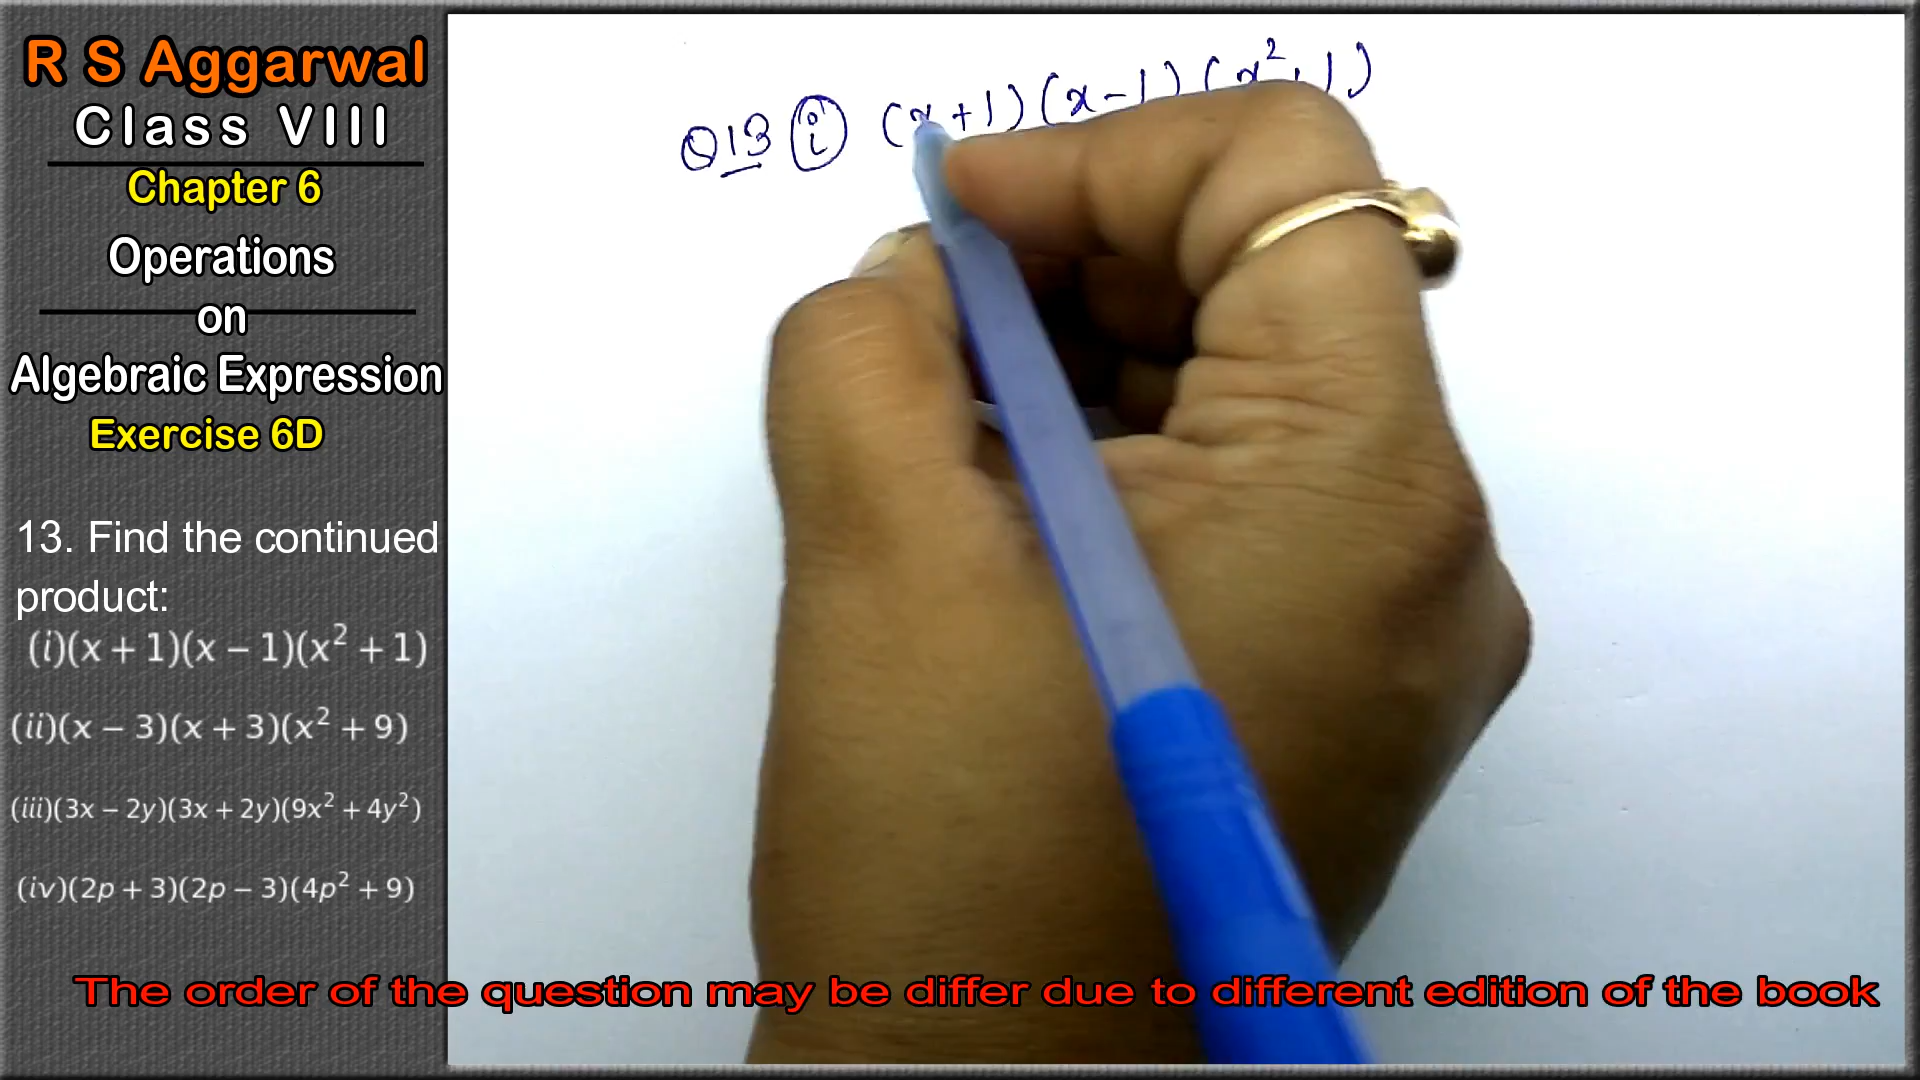 R S Aggarwal
Class VIII
Chapter 6
Operations
on
Algebraic Expression
Exercise 6D
13. Find the continued
product:
(i)(x + 1)(x − 1)(x² + 1)
(ii)(x − 3)(x + 3)(x² + 9)
(iii)(3x − 2y)(3x + 2y)(9x² + 4y²)
(iv)(2p + 3)(2p − 3)(4p² + 9)
Q13 (i) (x+1)(x-1)(x²+1)
The order of the question may be differ due to different edition of the book